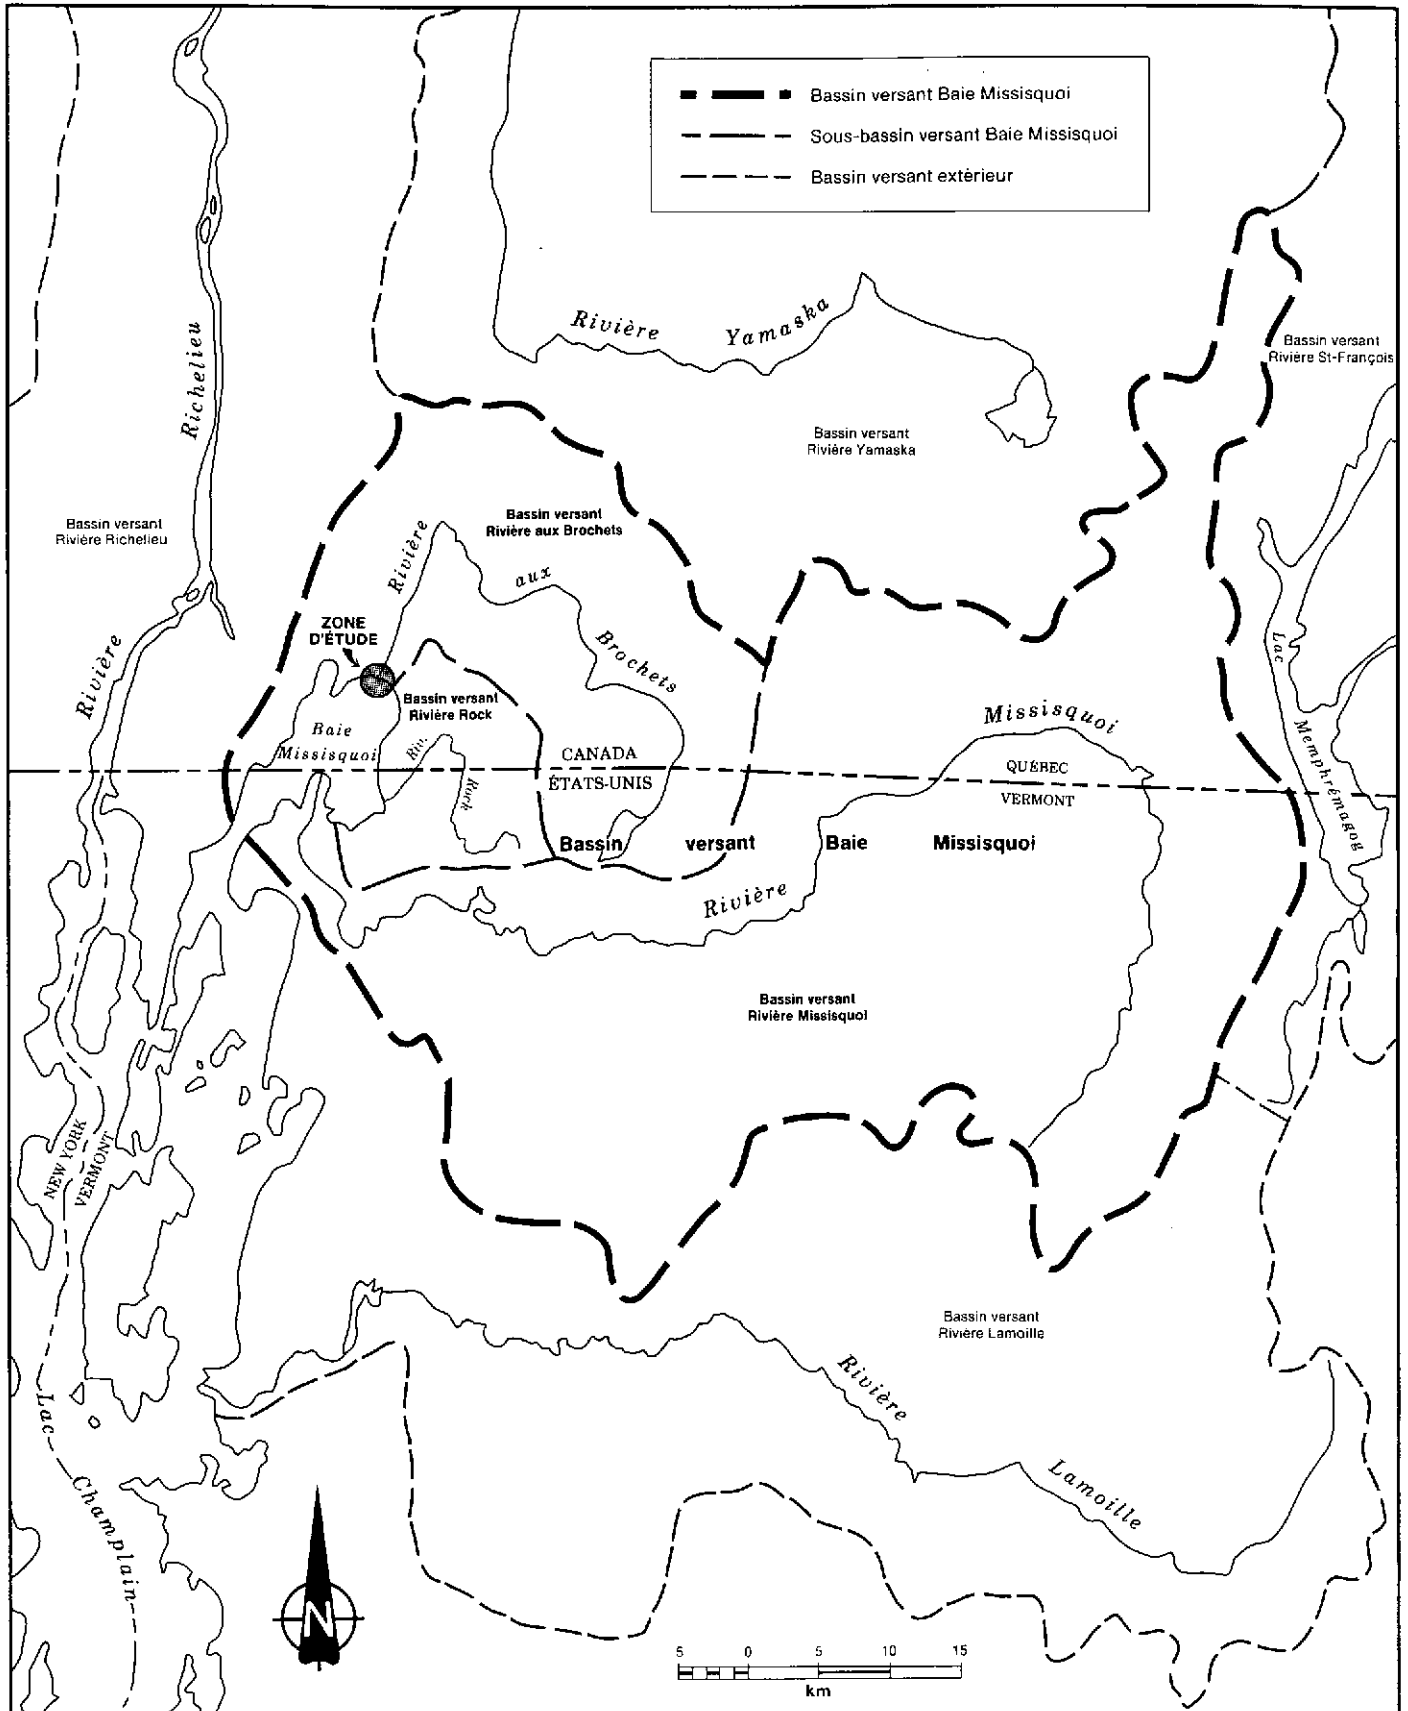 Bassin versant Baie Missisquoi
Sous-bassin versant Baie Missisquoi
Bassin versant extérieur
Rivière Yamaska
Richelieu
Bassin versant
Rivière St-François
Bassin versant
Rivière Yamaska
Bassin versant
Rivière Richelieu
Bassin versant
Rivière aux Brochets
Rivière
aux
Brochets
ZONE
D'ÉTUDE
Rivière
Bassin versant
Rivière Rock
Baie
Missisquoi
Riv.
Rock
Missisquoi
Lac
Memphrémagog
CANADA
ÉTATS-UNIS
QUÉBEC
VERMONT
Bassin versant Baie Missisquoi
Rivière
Bassin versant
Rivière Missisquoi
NEW YORK
VERMONT
Bassin versant
Rivière Lamoille
Rivière
Lamoille
Lac
Champlain
N
5 0 5 10 15
km